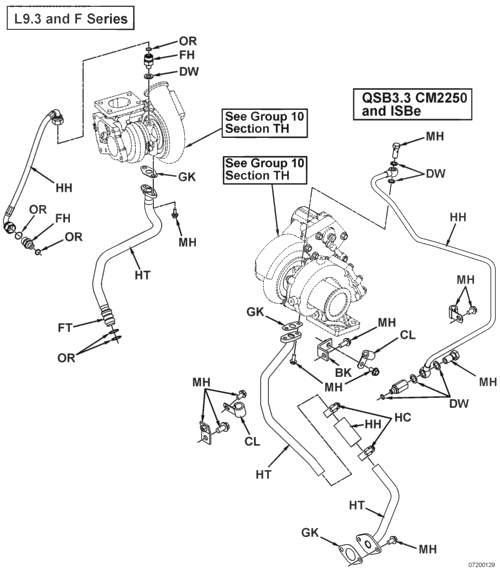 L9.3 and F Series
OR
FH
DW
See Group 10
Section TH
QSB3.3 CM2250
and ISBe
MH
DW
GK
See Group 10
Section TH
HH
OR
FH
OR
MH
HT
HH
MH
FT
OR
GK
MH
CL
BK
MH
MH
DW
MH
CL
HC
HH
HT
HT
GK
MH
07200129